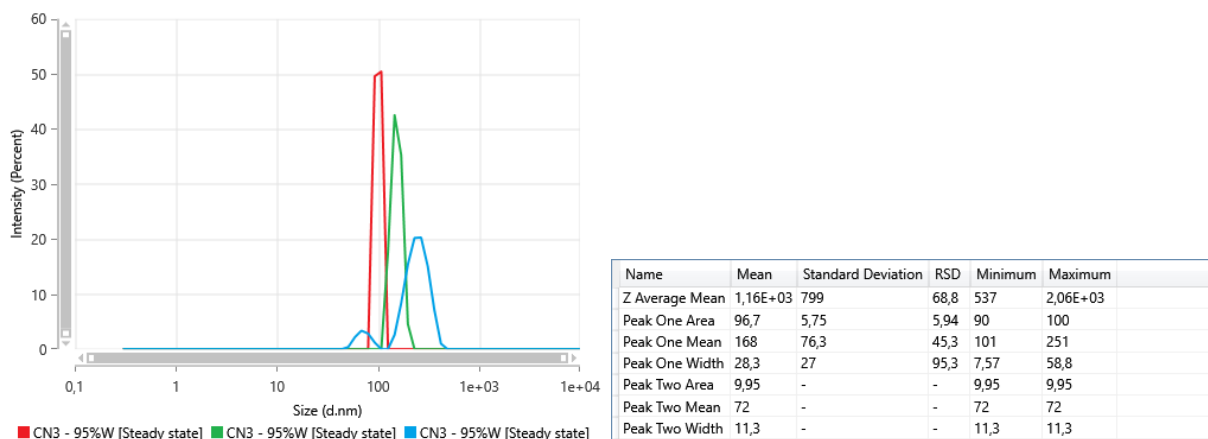 60
50
40
30
20
10
0
Intensity (Percent)
0,1 1 10 100 1e+03 1e+04
Size (d.nm)
CN3 - 95%W [Steady state] CN3 - 95%W [Steady state] CN3 - 95%W [Steady state]
Name Mean Standard Deviation RSD Minimum Maximum
Z Average Mean 1,16E+03 799 68,8 537 2,06E+03
Peak One Area 96,7 5,75 5,94 90 100
Peak One Mean 168 76,3 45,3 101 251
Peak One Width 28,3 27 95,3 7,57 58,8
Peak Two Area 9,95 - - 9,95 9,95
Peak Two Mean 72 - - 72 72
Peak Two Width 11,3 - - 11,3 11,3